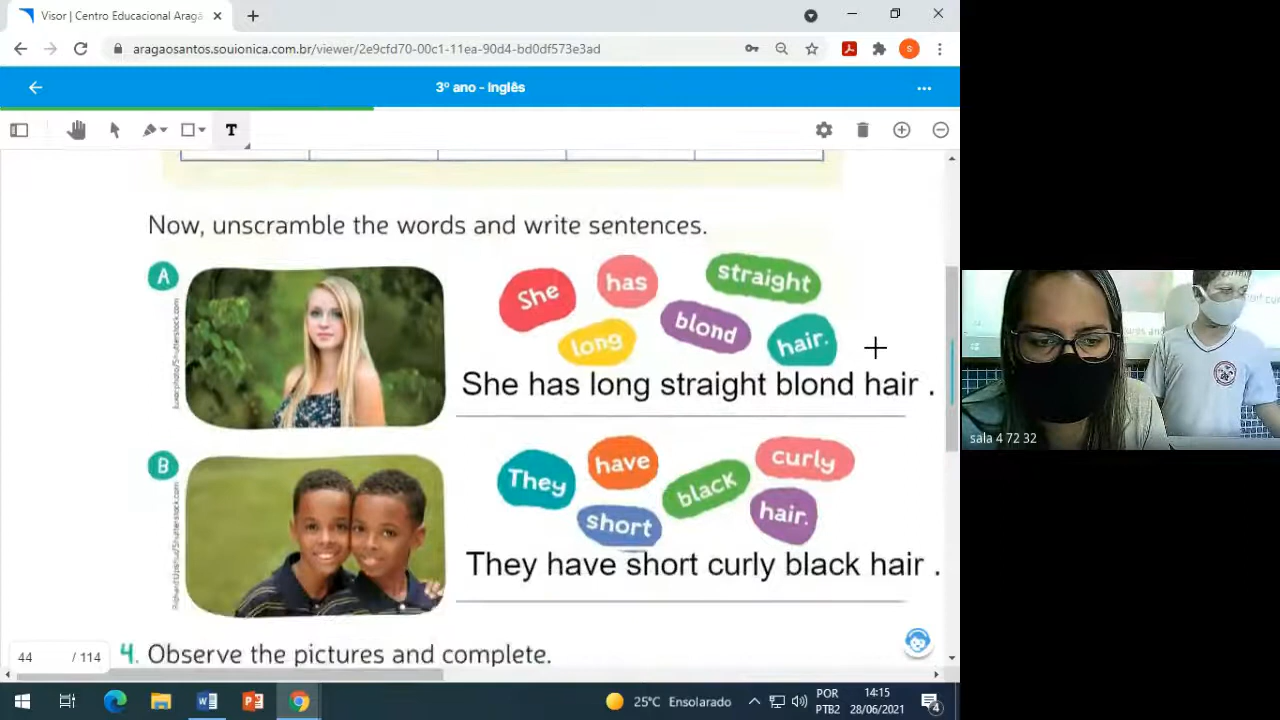 Visor | Centro Educacional Aragã
aragaosantos.souionica.com.br/viewer/2e9cfd70-00c1-11ea-90d4-bd0df573e3ad
S
3º ano - Inglês
T
Now, unscramble the words and write sentences.
A
She has straight
long blond hair.
She has long straight blond hair .
B
They have black curly
short hair.
They have short curly black hair .
sala 4 72 32
44 / 114
4. Observe the pictures and complete.
25°C Ensolarado
POR
PTB2
14:15
28/06/2021
4